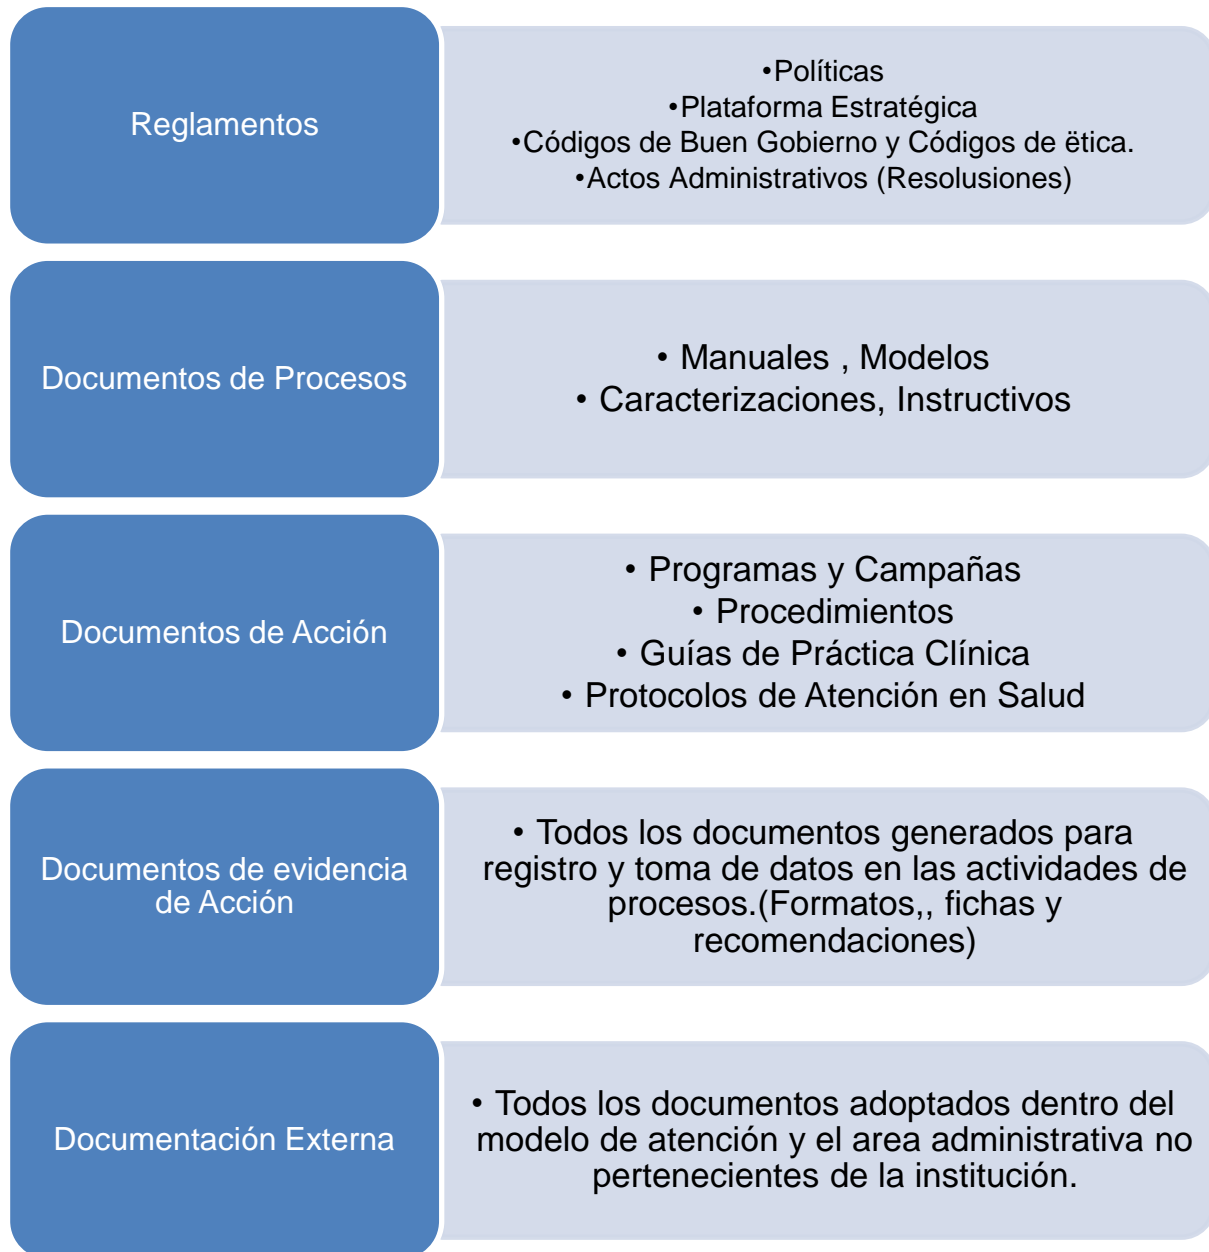 Reglamentos
•Políticas
•Plataforma Estratégica
•Códigos de Buen Gobierno y Códigos de ëtica.
•Actos Administrativos (Resolusiones)
Documentos de Procesos
• Manuales , Modelos
• Caracterizaciones, Instructivos
Documentos de Acción
• Programas y Campañas
• Procedimientos
• Guías de Práctica Clínica
• Protocolos de Atención en Salud
Documentos de evidencia
de Acción
• Todos los documentos generados para
registro y toma de datos en las actividades de
procesos.(Formatos,, fichas y
recomendaciones)
Documentación Externa
• Todos los documentos adoptados dentro del
modelo de atención y el area administrativa no
pertenecientes de la institución.